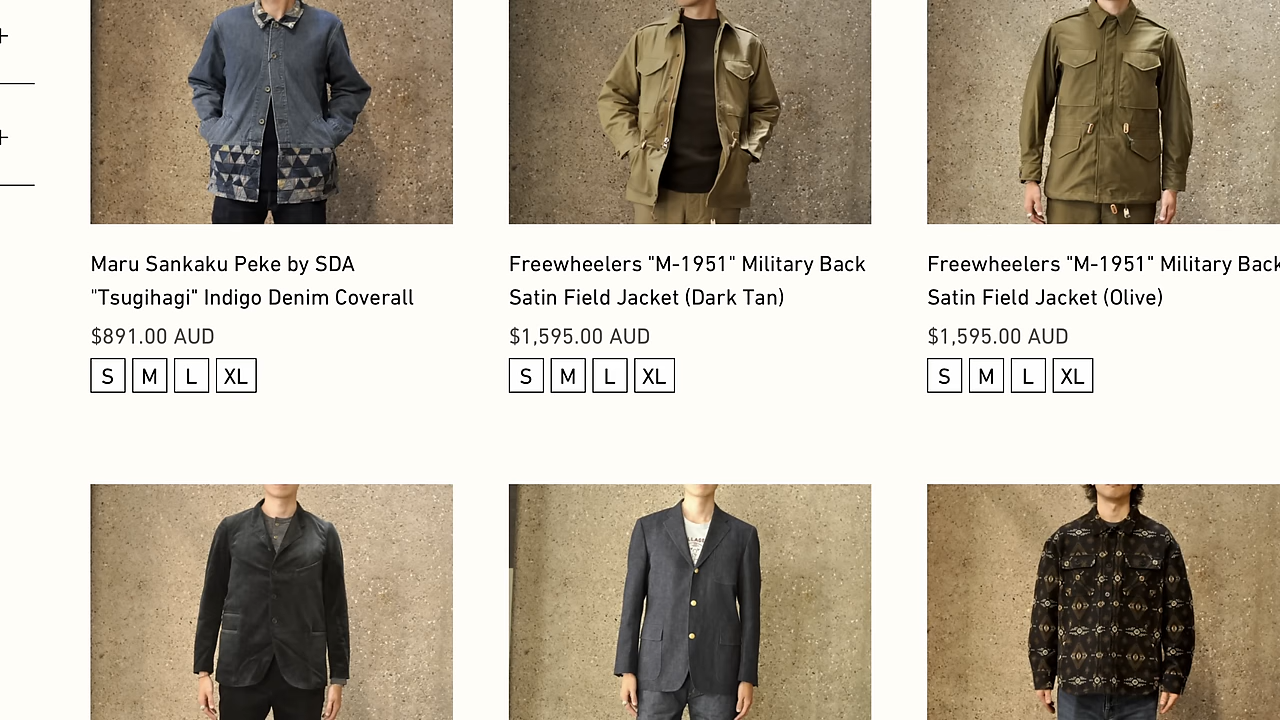 Maru Sankaku Peke by SDA
"Tsugihagi" Indigo Denim Coverall
$891.00 AUD
S M L XL
Freewheelers "M-1951" Military Back
Satin Field Jacket (Dark Tan)
$1,595.00 AUD
S M L XL
Freewheelers "M-1951" Military Back
Satin Field Jacket (Olive)
$1,595.00 AUD
S M L XL